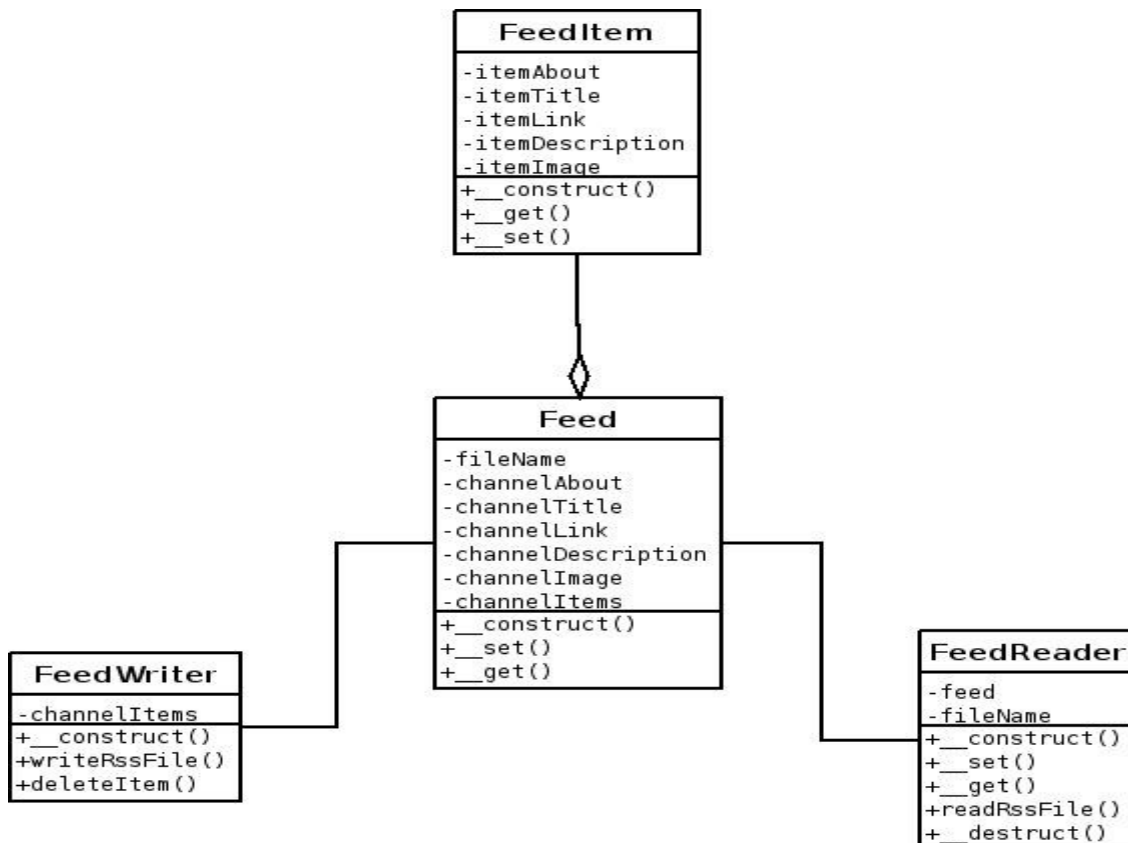 FeedItem
-itemAbout
-itemTitle
-itemLink
-itemDescription
-itemImage
+__construct()
+__get()
+__set()
Feed
-fileName
-channelAbout
-channelTitle
-channelLink
-channelDescription
-channelImage
-channelItems
+__construct()
+__set()
+__get()
FeedWriter
-channelItems
+__construct()
+writeRssFile()
+deleteItem()
FeedReader
-feed
-fileName
+__construct()
+__set()
+__get()
+readRssFile()
+__destruct()